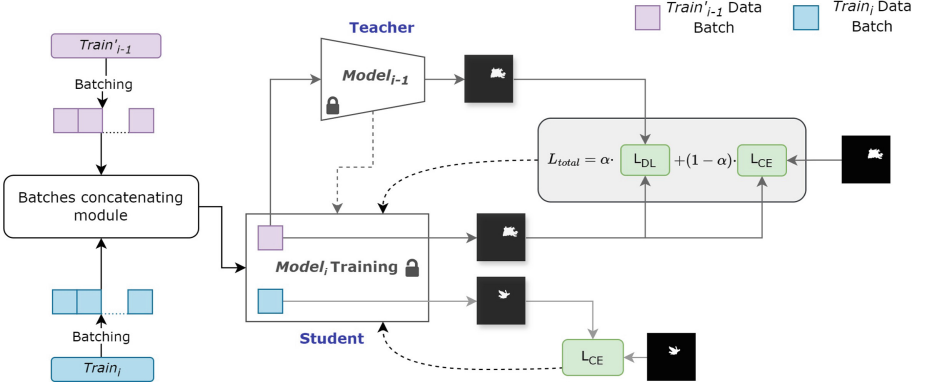 Train'i-1 Data
Batch
Traini Data
Batch
Train'i-1
Batching
Teacher
Modeli-1
Ltotal = α· LDL +(1 − α)· LCE
Batches concatenating
module
Modeli Training
Student
Batching
Traini
LCE